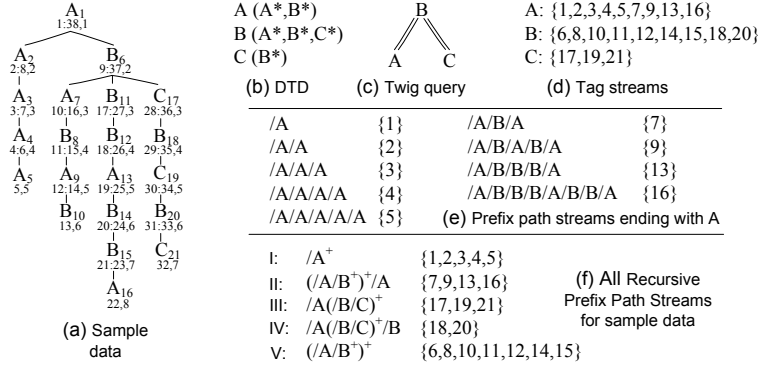 A1
1:38,1
A2
2:8,2
B6
9:37,2
A3
3:7,3
A7
10:16,3
B11
17:27,3
C17
28:36,3
A4
4:6,4
B8
11:15,4
B12
18:26,4
B18
29:35,4
A5
5,5
A9
12:14,5
A13
19:25,5
C19
30:34,5
B10
13,6
B14
20:24,6
B20
31:33,6
B15
21:23,7
C21
32,7
A16
22,8
(a) Sample
data
A (A*,B*)
B (A*,B*,C*)
C (B*)
(b) DTD
B
A C
(c) Twig query
A: {1,2,3,4,5,7,9,13,16}
B: {6,8,10,11,12,14,15,18,20}
C: {17,19,21}
(d) Tag streams
/A {1}
/A/A {2}
/A/A/A {3}
/A/A/A/A {4}
/A/A/A/A/A {5}
/A/B/A {7}
/A/B/A/B/A {9}
/A/B/B/A {13}
/A/B/B/A/B/B/A {16}
(e) Prefix path streams ending with A
I: /A+ {1,2,3,4,5}
II: (/A/B+)+/A {7,9,13,16}
III: /A(/B/C)+ {17,19,21}
IV: /A(/B/C)+/B {18,20}
V: (/A/B+)+ {6,8,10,11,12,14,15}
(f) All Recursive
Prefix Path Streams
for sample data